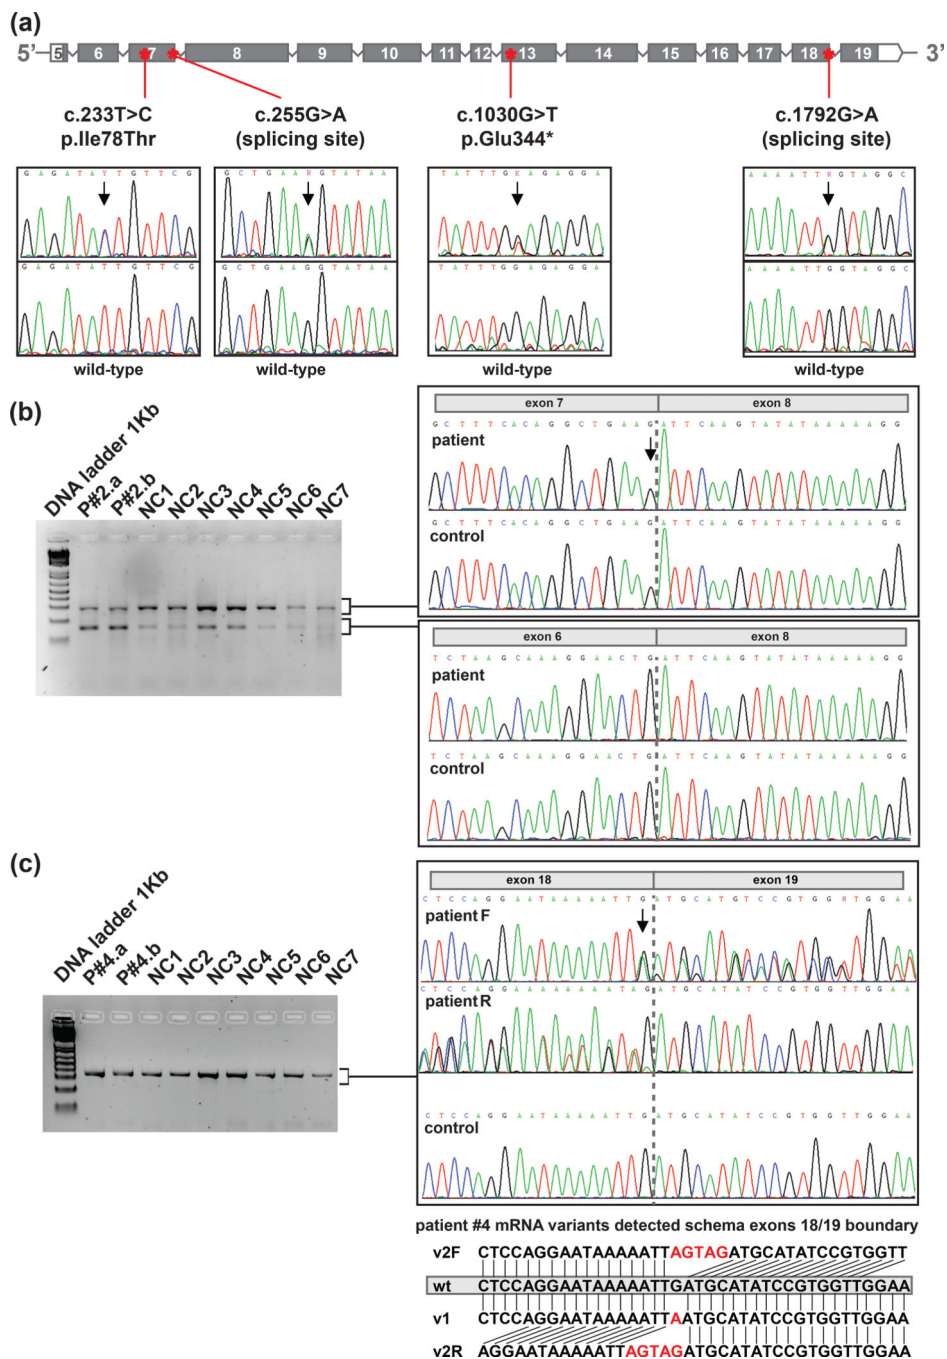 (a)
5’ 5 6 7 8 9 10 11 12 13 14 15 16 17 18 19 3’
c.233T>C c.255G>A c.1030G>T c.1792G>A
p.Ile78Thr (splicing site) p.Glu344* (splicing site)
G A G A T A Y T G T T C G
G C T G A A R G T A T A A
T A T T T G K A G A G G A
A A A A T T R G T A G G C
G A G A T A T T G T T C G
G C T G A A G G T A T A A
T A T T T G G A G A G G A
A A A A T T G G T A G G C
wild-type wild-type wild-type wild-type
(b)
DNA ladder 1Kb
P#2.a
P#2.b
NC1
NC2
NC3
NC4
NC5
NC6
NC7
exon 7 exon 8
G C T T T C A C A G G C T G A A G A T T C A A G T A T A T A A A A A G G
patient
G C T T T C A C A G G C T G A A G A T T C A A G T A T A T A A A A A G G
control
exon 6 exon 8
T C T A A G C A A A G G A A C T G A T T C A A G T A T A T A A A A A G G
patient
T C T A A G C A A A G G A A C T G A T T C A A G T A T A T A A A A A G G
control
(c)
DNA ladder 1Kb
P#4.a
P#4.b
NC1
NC2
NC3
NC4
NC5
NC6
NC7
exon 18 exon 19
C T C C A G G A A T A A A A A T T G A T G C A T G T C C G T G G H T G G A A
patient F
C T C C A G G A A A A A A A A T A G A T G C A T A T C C G T G G T T G G A A
patient R
C T C C A G G A A T A A A A A T T G A T G C A T A T C C G T G G T T G G A A
control
patient #4 mRNA variants detected schema exons 18/19 boundary
v2F CTCCAGGAATAAAAATTAGTAGATGCATATCCGTGGTT
wt CTCCAGGAATAAAAATTGATGCATATCCGTGGTTGGAA
v1 CTCCAGGAATAAAAATTAATGCATATCCGTGGTTGGAA
v2R AGGAATAAAAATTAGTAGATGCATATCCGTGGTTGGAA